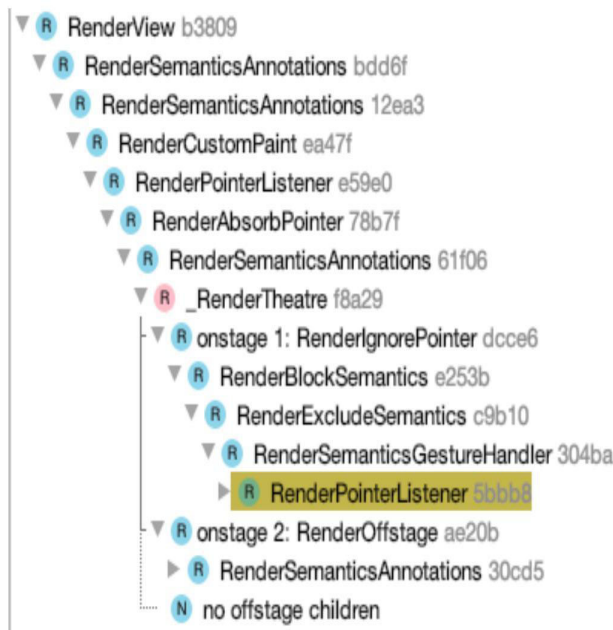 R RenderView b3809
R RenderSemanticsAnnotations bdd6f
R RenderSemanticsAnnotations 12ea3
R RenderCustomPaint ea47f
R RenderPointerListener e59e0
R RenderAbsorbPointer 78b7f
R RenderSemanticsAnnotations 61f06
R _RenderTheatre f8a29
R onstage 1: RenderIgnorePointer dcce6
R RenderBlockSemantics e253b
R RenderExcludeSemantics c9b10
R RenderSemanticsGestureHandler 304ba
R RenderPointerListener 5bbb8
R onstage 2: RenderOffstage ae20b
R RenderSemanticsAnnotations 30cd5
N no offstage children